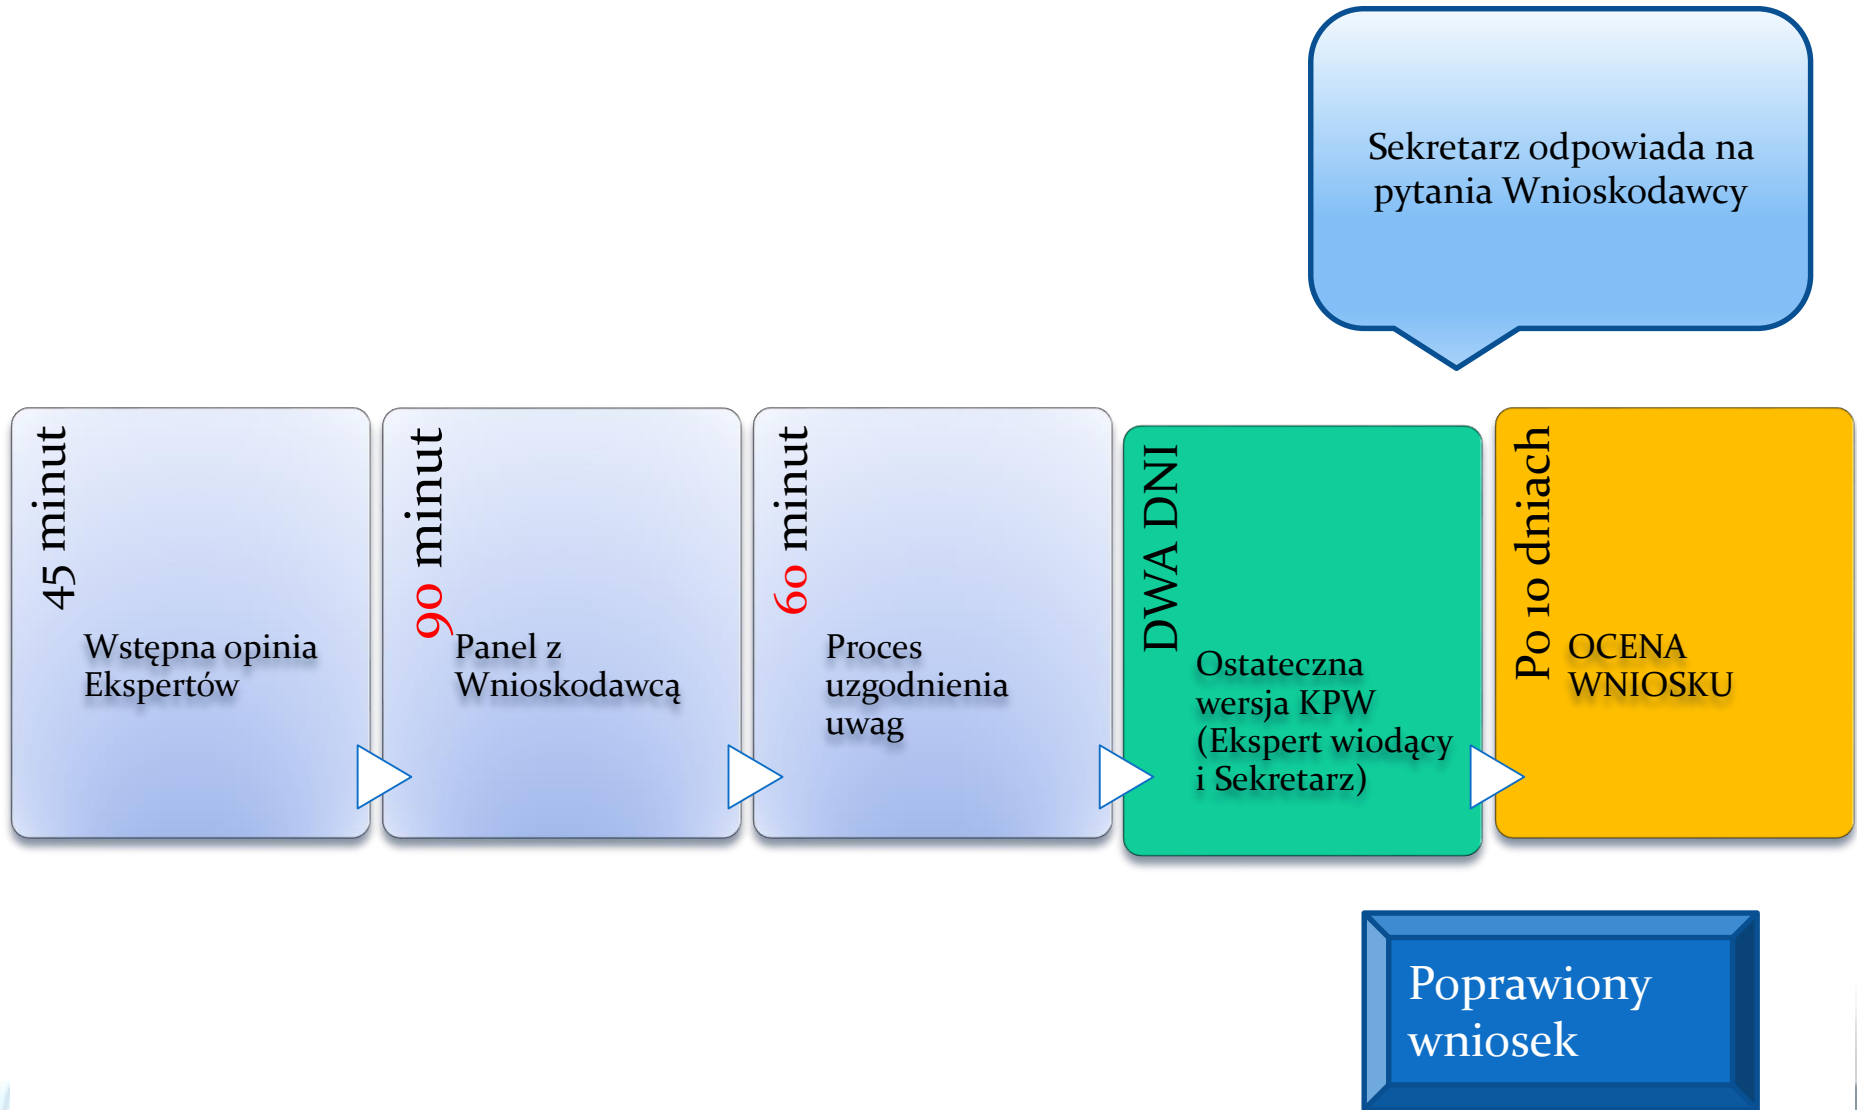 Sekretarz odpowiada na
pytania Wnioskodawcy
45 minut
Wstępna opinia
Ekspertów
90 minut
Panel z
Wnioskodawcą
60 minut
Proces
uzgodnienia
uwag
DWA DNI
Ostateczna
wersja KPW
(Ekspert wiodący
i Sekretarz)
Po 10 dniach
OCENA
WNIOSKU
Poprawiony
wniosek